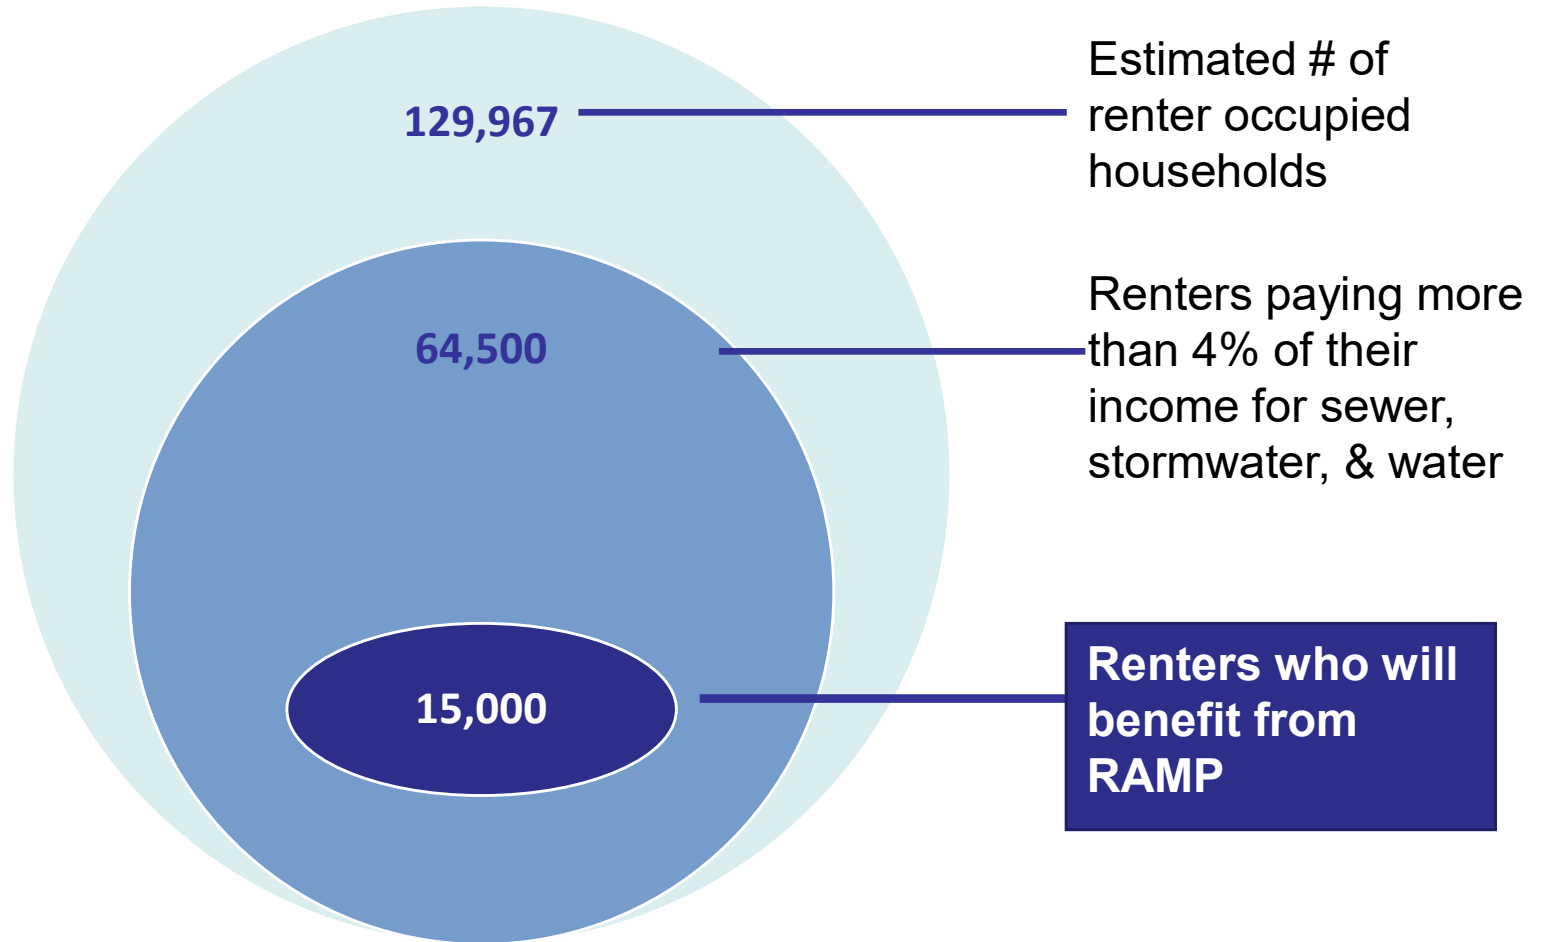 129,967
Estimated # of
renter occupied
households
64,500
Renters paying more
than 4% of their
income for sewer,
stormwater, & water
15,000
Renters who will
benefit from
RAMP